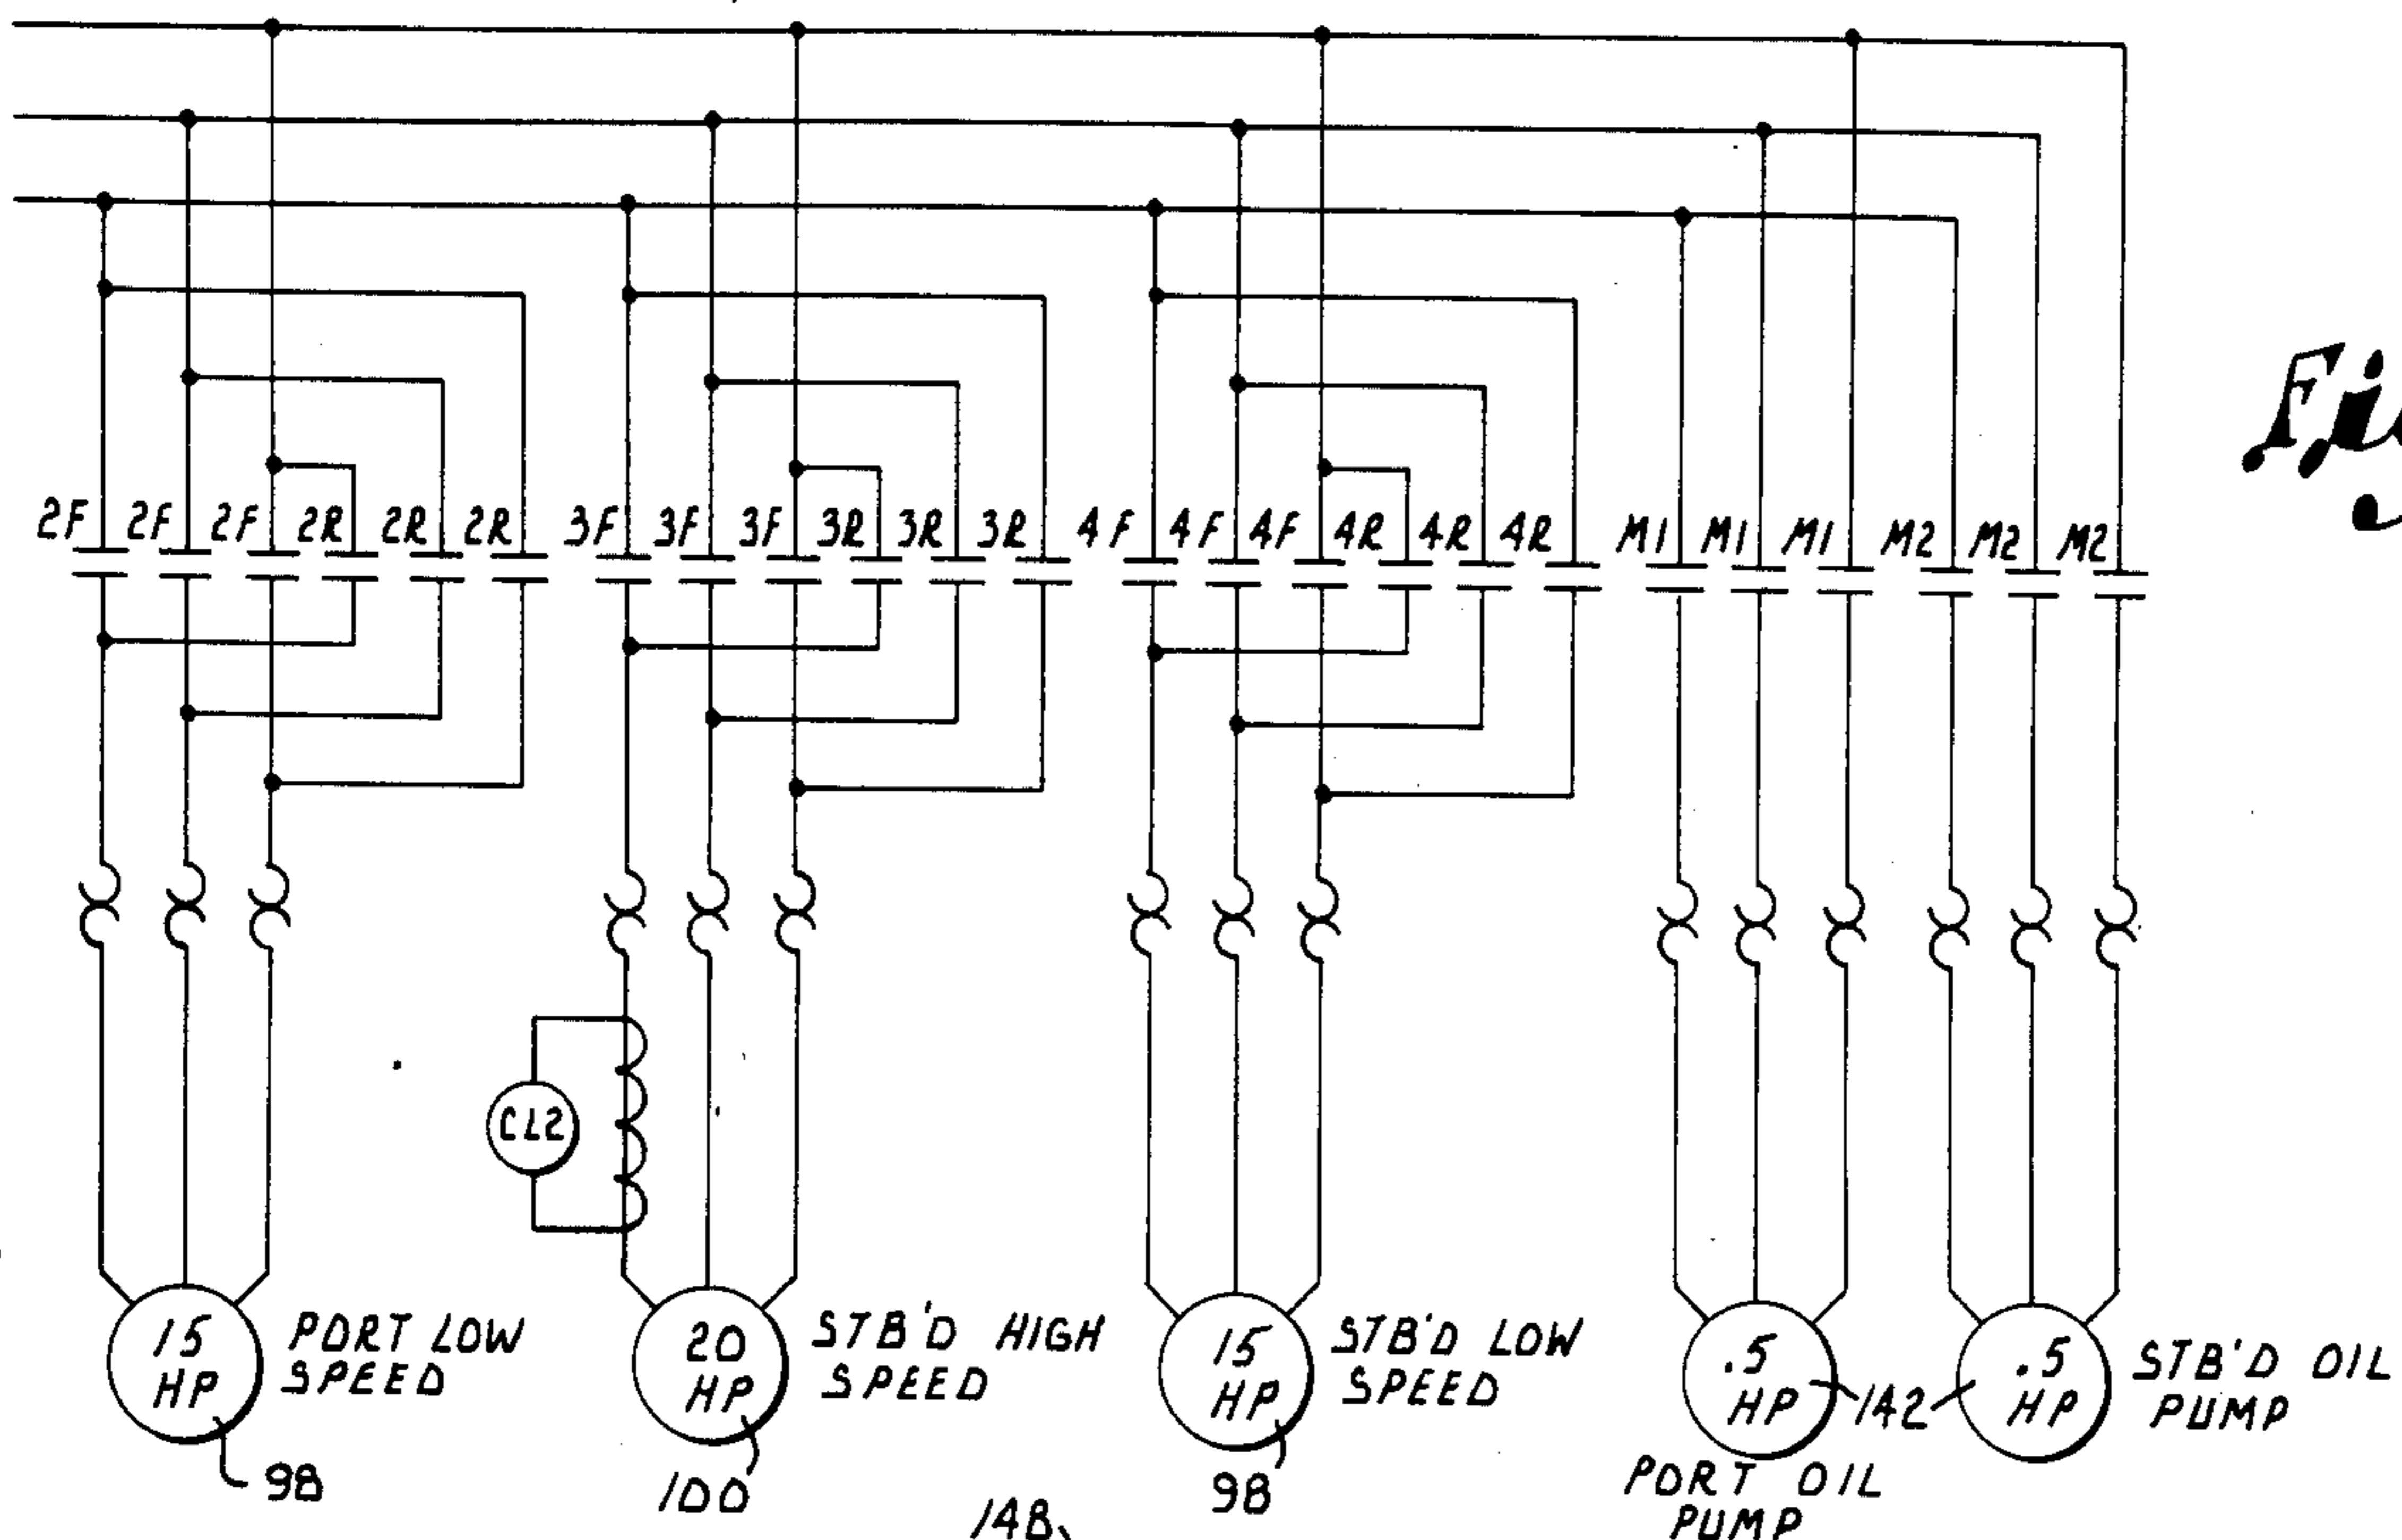 Fi
2F 2F 2F 2R 2R 2R 3F 3F 3F 3R 3R 3R 4F 4F 4F 4R 4R 4R M1 M1 M1 M2 M2 M2
CL2
15 HP
PORT LOW SPEED
98
20 HP
STB'D HIGH SPEED
100
15 HP
STB'D LOW SPEED
98
.5 HP
142
.5 HP
STB'D OIL PUMP
PORT OIL PUMP
148